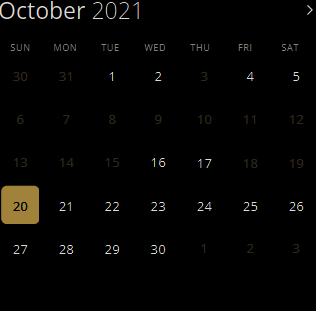 October 2021
SUN MON TUE WED THU FRI SAT
30 31 1 2 3 4 5
6 7 8 9 10 11 12
13 14 15 16 17 18 19
20 21 22 23 24 25 26
27 28 29 30 1 2 3